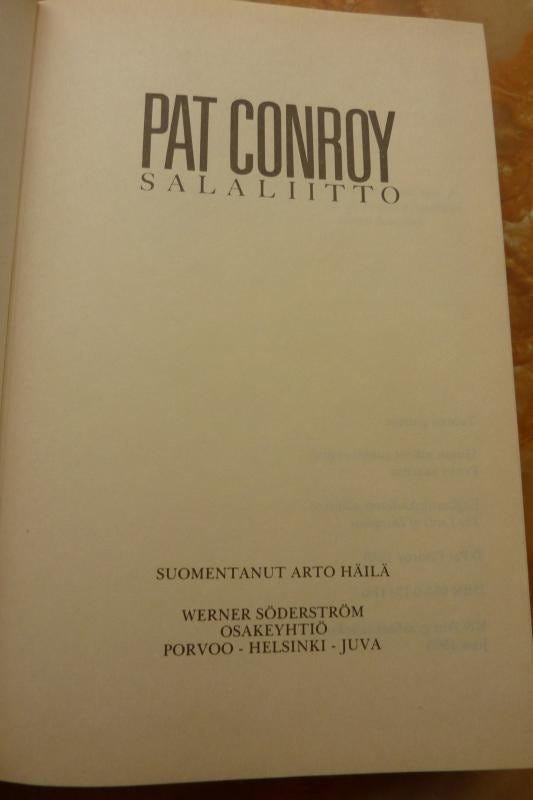 PAT CONROY
SALALIITTO
SUOMENTANUT ARTO HÄILÄ
WERNER SÖDERSTRÖM
OSAKEYHTIÖ
PORVOO - HELSINKI - JUVA